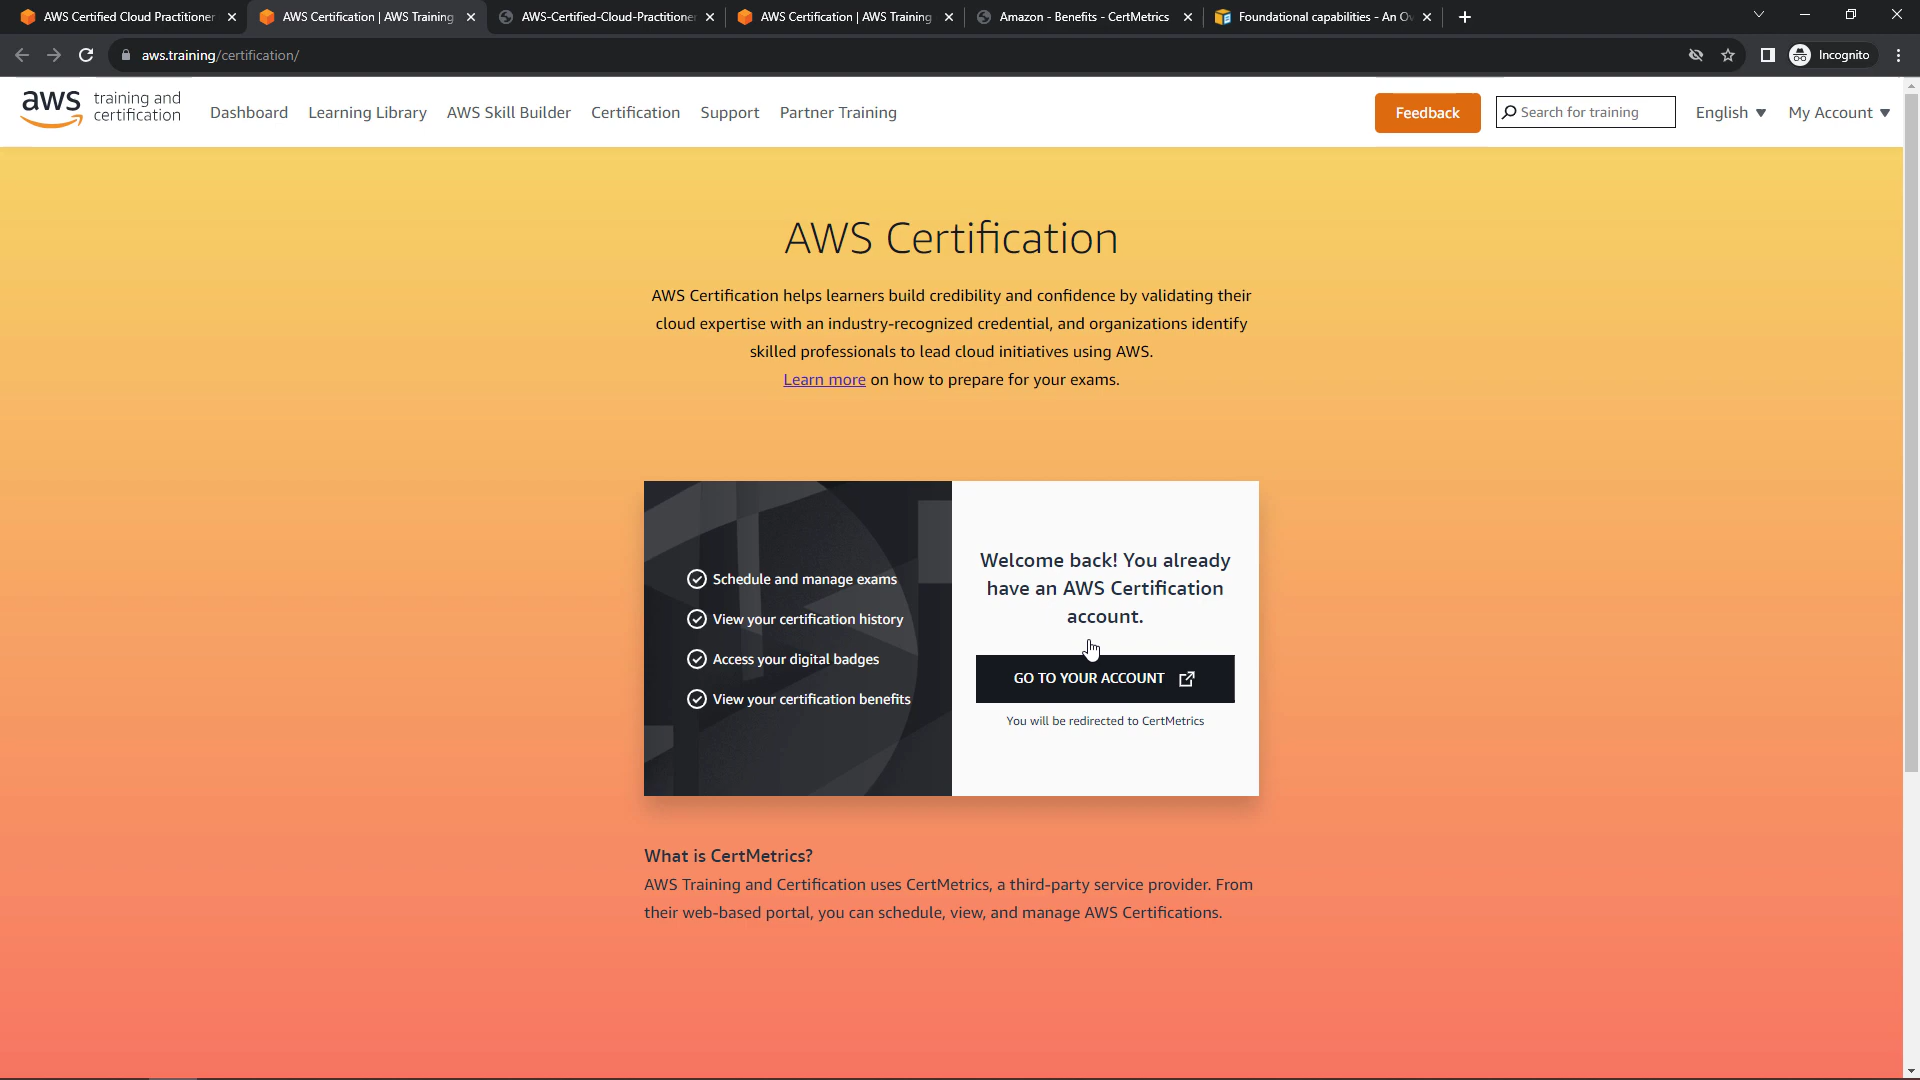 AWS Certified Cloud Practitioner
AWS Certification | AWS Training
AWS-Certified-Cloud-Practitioner
AWS Certification | AWS Training
Amazon - Benefits - CertMetrics
Foundational capabilities - An Ov
aws.training/certification/
Incognito
aws training and certification
Dashboard
Learning Library
AWS Skill Builder
Certification
Support
Partner Training
Feedback
Search for training
English
My Account
AWS Certification
AWS Certification helps learners build credibility and confidence by validating their
cloud expertise with an industry-recognized credential, and organizations identify
skilled professionals to lead cloud initiatives using AWS.
Learn more on how to prepare for your exams.
Schedule and manage exams
View your certification history
Access your digital badges
View your certification benefits
Welcome back! You already
have an AWS Certification
account.
GO TO YOUR ACCOUNT
You will be redirected to CertMetrics
What is CertMetrics?
AWS Training and Certification uses CertMetrics, a third-party service provider. From
their web-based portal, you can schedule, view, and manage AWS Certifications.